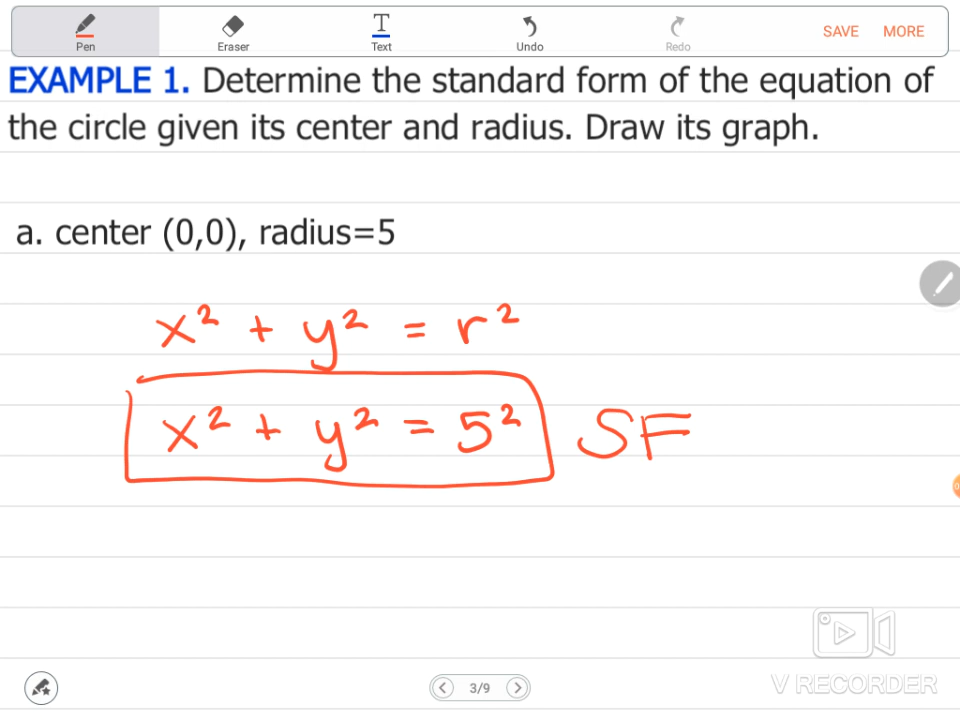 Pen Eraser Text Undo Redo SAVE MORE
EXAMPLE 1. Determine the standard form of the equation of
the circle given its center and radius. Draw its graph.
a. center (0,0), radius=5
x² + y² = r²
x² + y² = 5² SF
3/9
V RECORDER